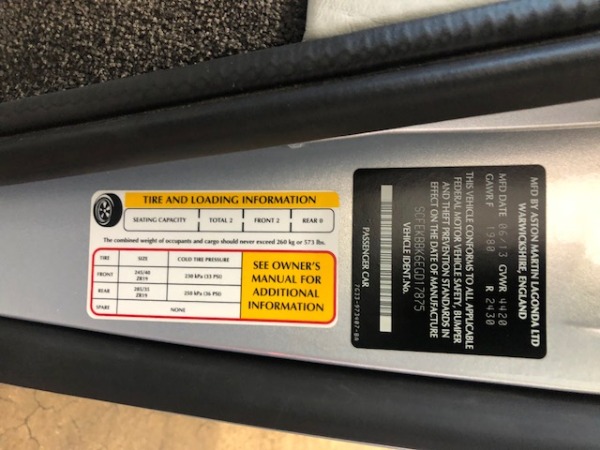 TIRE AND LOADING INFORMATION
SEATING CAPACITY TOTAL 2 FRONT 2 REAR 0
The combined weight of occupants and cargo should never exceed 260 kg or 573 lbs.
TIRE SIZE COLD TIRE PRESSURE
FRONT 245/40 ZR19 230 kPa (33 PSI)
REAR 285/35 ZR19 250 kPa (36 PSI)
SPARE NONE
SEE OWNER'S
MANUAL FOR
ADDITIONAL
INFORMATION
MFD BY ASTON MARTIN LAGONDA LTD
WARWICKSHIRE, ENGLAND
MFD DATE 06/13 GVWR 4420
GAWR F 1980 R 2430
THIS VEHICLE CONFORMS TO ALL APPLICABLE
FEDERAL MOTOR VEHICLE SAFETY, BUMPER
AND THEFT PREVENTION STANDARDS IN
EFFECT ON THE DATE OF MANUFACTURE
VEHICLE IDENT.No.
SCFEKBBK6EGD17875
PASSENGER CAR